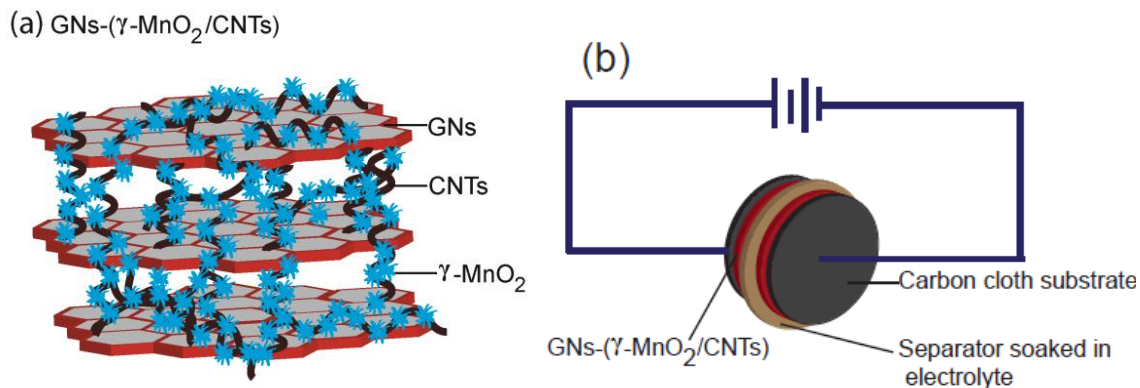 (a) GNs-(γ-MnO₂/CNTs)
GNs
CNTs
γ-MnO₂
(b)
Carbon cloth substrate
GNs-(γ-MnO₂/CNTs)
Separator soaked in
electrolyte